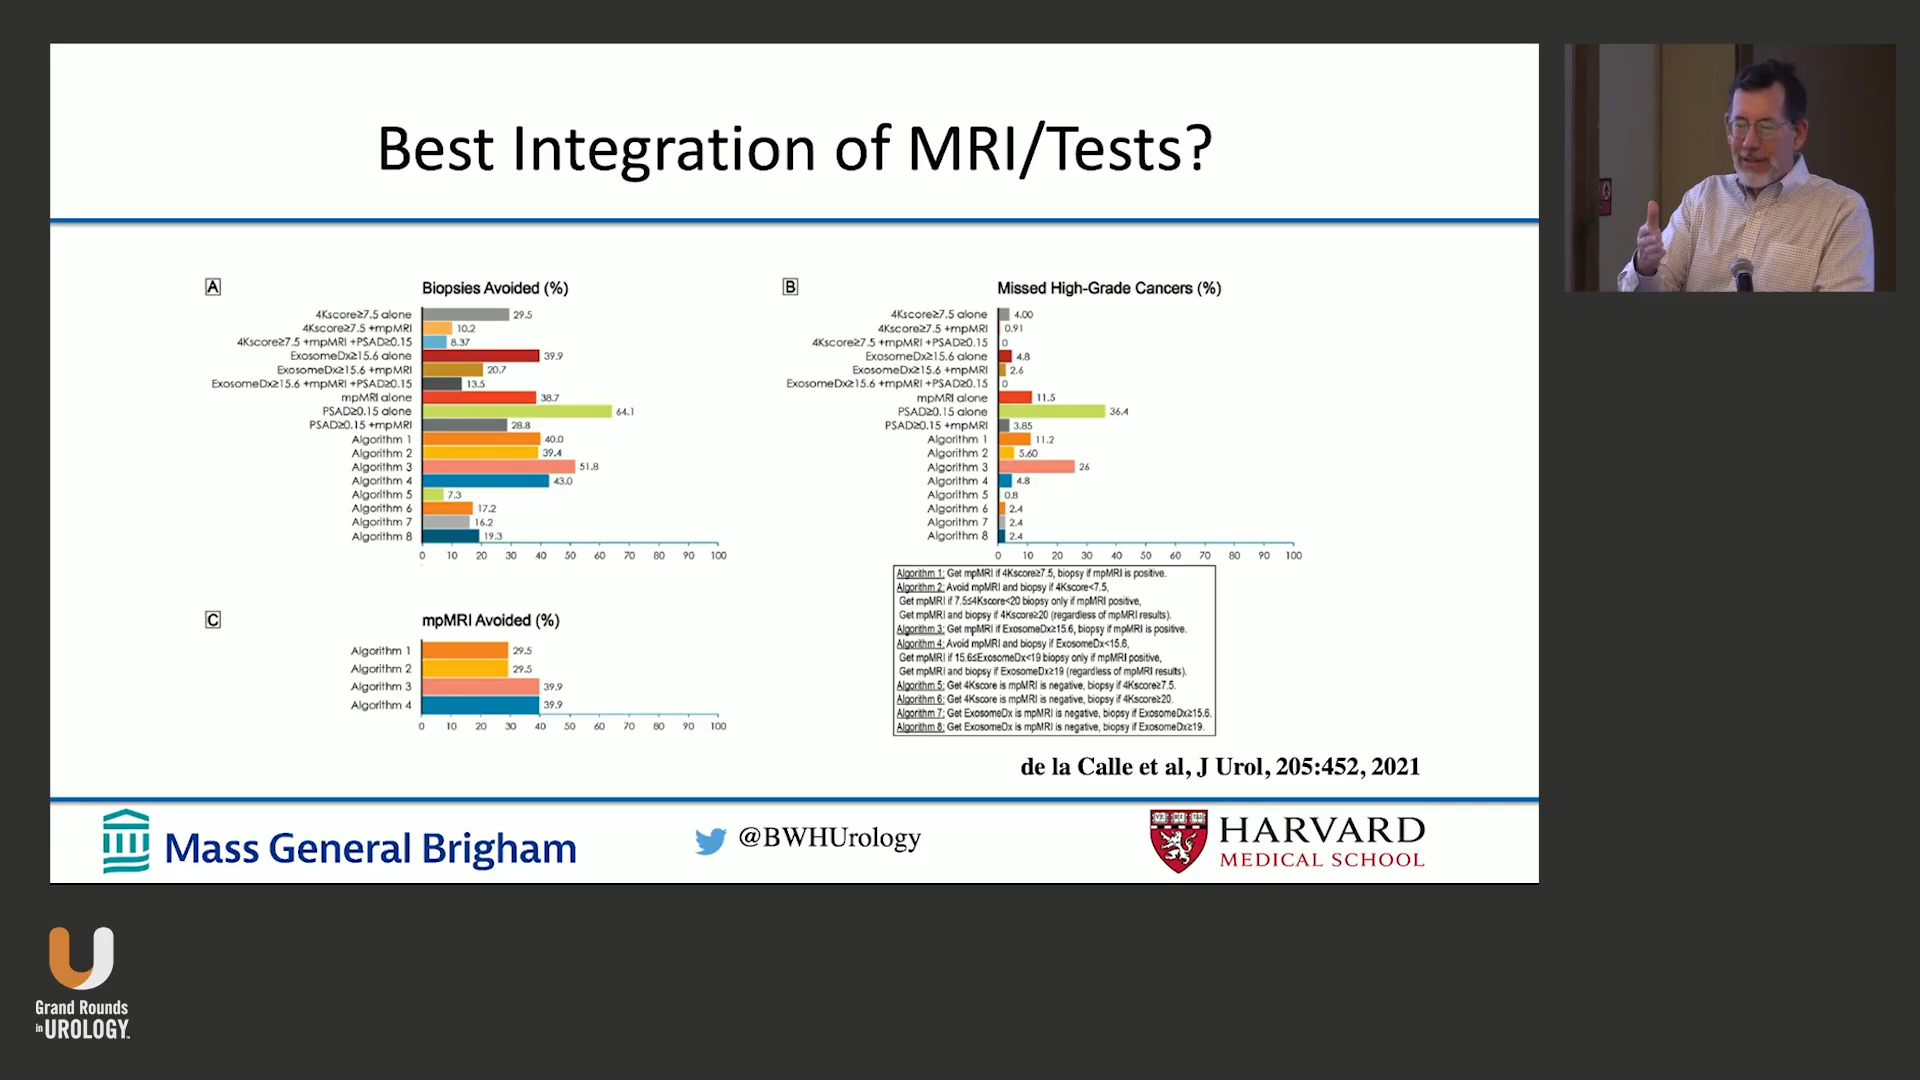 Best Integration of MRI/Tests?
A
Biopsies Avoided (%)
4Kscore≥7.5 alone 29.5
4Kscore≥7.5 +mpMRI 10.2
4Kscore≥7.5 +mpMRI +PSAD≥0.15 8.37
ExosomeDx≥15.6 alone 39.9
ExosomeDx≥15.6 +mpMRI 20.7
ExosomeDx≥15.6 +mpMRI +PSAD≥0.15 13.5
mpMRI alone 38.7
PSAD≥0.15 alone 64.1
PSAD≥0.15 +mpMRI 28.8
Algorithm 1 40.0
Algorithm 2 39.4
Algorithm 3 51.8
Algorithm 4 43.0
Algorithm 5 7.3
Algorithm 6 17.2
Algorithm 7 16.2
Algorithm 8 19.3
0 10 20 30 40 50 60 70 80 90 100
B
Missed High-Grade Cancers (%)
4Kscore≥7.5 alone 4.00
4Kscore≥7.5 +mpMRI 0.91
4Kscore≥7.5 +mpMRI +PSAD≥0.15 0
ExosomeDx≥15.6 alone 4.8
ExosomeDx≥15.6 +mpMRI 2.6
ExosomeDx≥15.6 +mpMRI +PSAD≥0.15 0
mpMRI alone 11.5
PSAD≥0.15 alone 36.4
PSAD≥0.15 +mpMRI 3.85
Algorithm 1 11.2
Algorithm 2 5.60
Algorithm 3 26
Algorithm 4 4.8
Algorithm 5 0.8
Algorithm 6 2.4
Algorithm 7 2.4
Algorithm 8 2.4
0 10 20 30 40 50 60 70 80 90 100
C
mpMRI Avoided (%)
Algorithm 1 29.5
Algorithm 2 29.5
Algorithm 3 39.9
Algorithm 4 39.9
0 10 20 30 40 50 60 70 80 90 100
Algorithm 1: Get mpMRI if 4Kscore≥7.5, biopsy if mpMRI is positive.
Algorithm 2: Avoid mpMRI and biopsy if 4Kscore<7.5,
Get mpMRI if 7.5≤4Kscore<20 biopsy only if mpMRI positive,
Get mpMRI and biopsy if 4Kscore≥20 (regardless of mpMRI results).
Algorithm 3: Get mpMRI if ExosomeDx≥15.6, biopsy if mpMRI is positive.
Algorithm 4: Avoid mpMRI and biopsy if ExosomeDx<15.6,
Get mpMRI if 15.6≤ExosomeDx<19 biopsy only if mpMRI positive,
Get mpMRI and biopsy if ExosomeDx≥19 (regardless of mpMRI results).
Algorithm 5: Get 4Kscore is mpMRI is negative, biopsy if 4Kscore≥7.5.
Algorithm 6: Get 4Kscore is mpMRI is negative, biopsy if 4Kscore≥20.
Algorithm 7: Get ExosomeDx is mpMRI is negative, biopsy if ExosomeDx≥15.6.
Algorithm 8: Get ExosomeDx is mpMRI is negative, biopsy if ExosomeDx≥19.
de la Calle et al, J Urol, 205:452, 2021
Mass General Brigham
@BWHUrology
HARVARD
MEDICAL SCHOOL
Grand Rounds
in UROLOGY